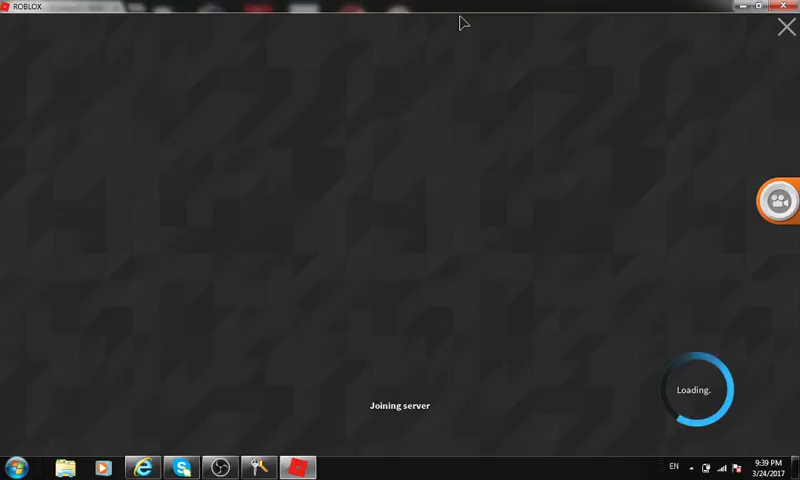 ROBLOX
Joining server
Loading.
EN
9:39 PM
3/24/2017